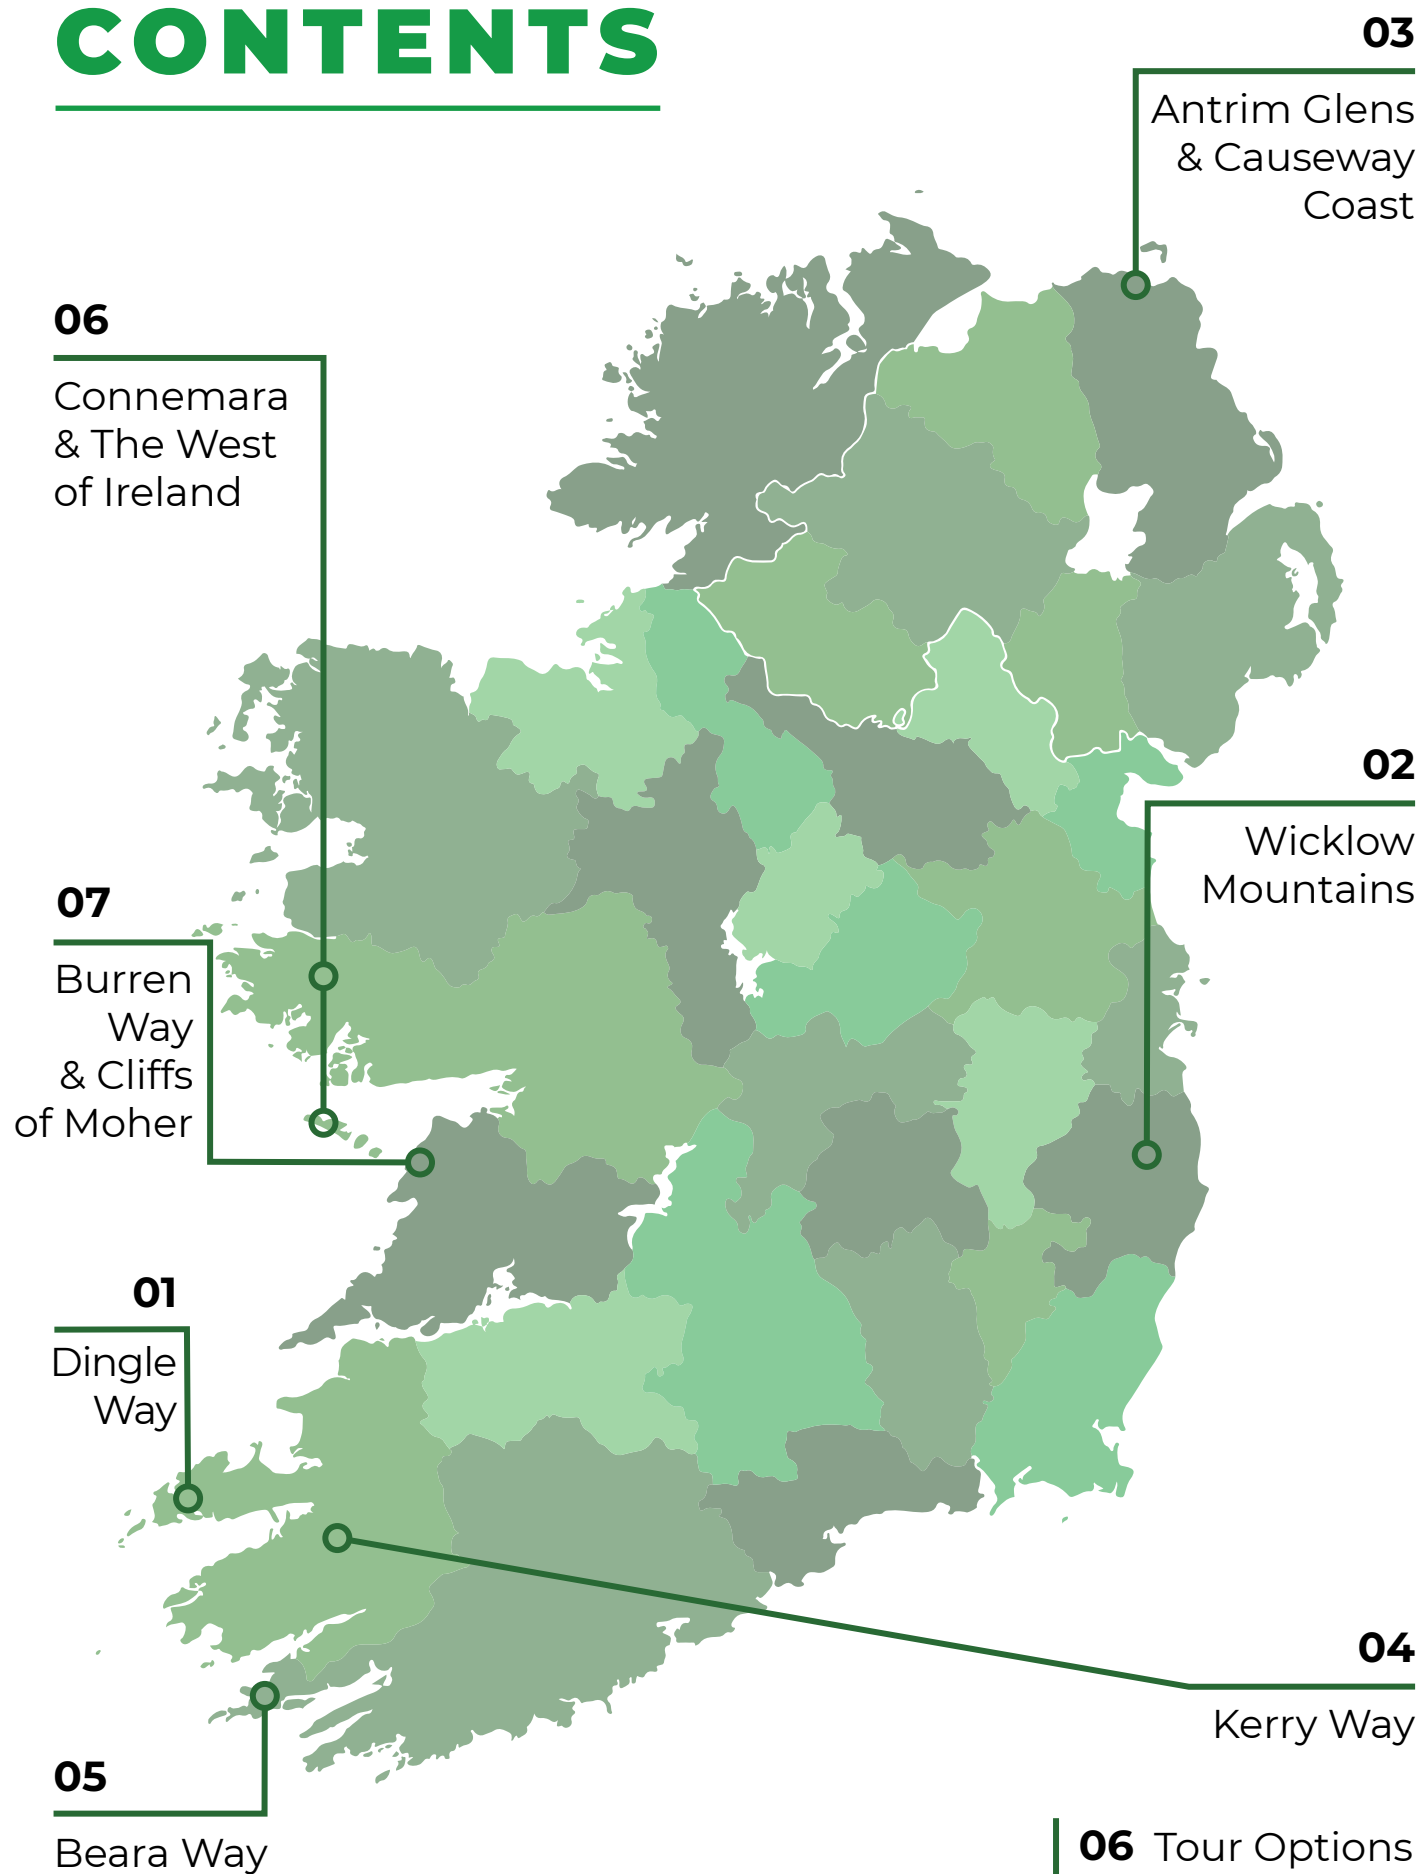 CONTENTS
03
Antrim Glens
& Causeway
Coast
06
Connemara
& The West
of Ireland
02
Wicklow
Mountains
07
Burren
Way
& Cliffs
of Moher
01
Dingle
Way
04
Kerry Way
05
Beara Way
06 Tour Options